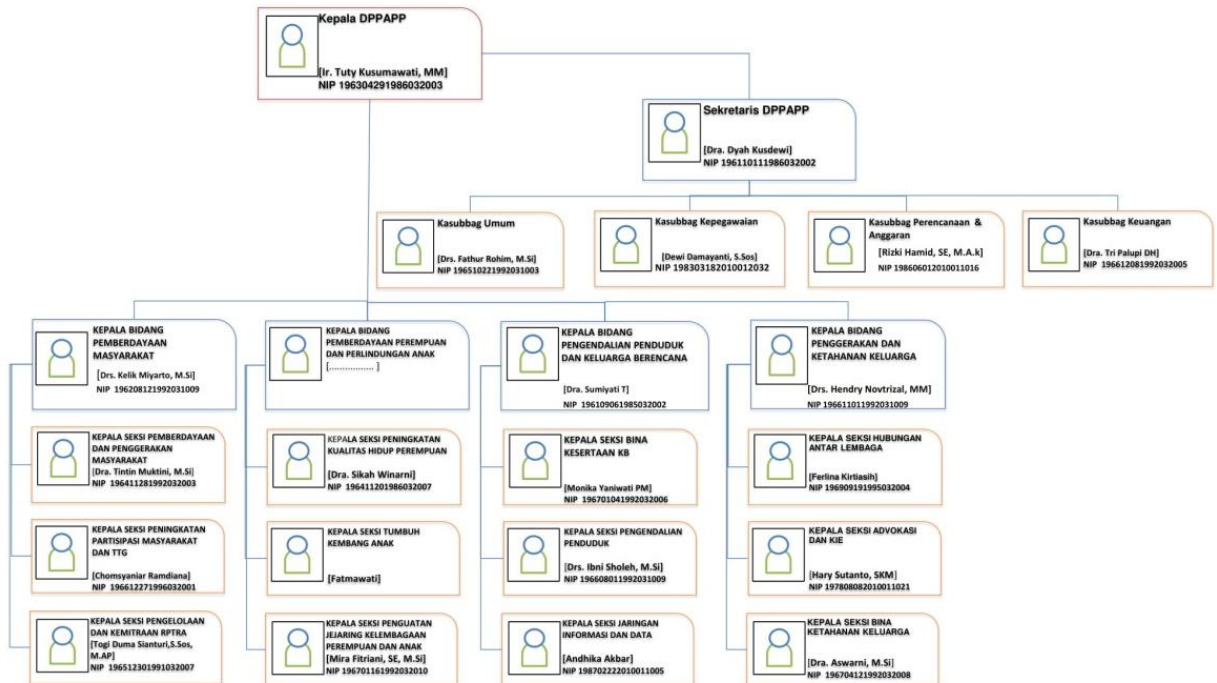 Kepala DPPAPP
[Ir. Tuty Kusumawati, MM]
NIP 196304291986032003
Sekretaris DPPAPP
[Dra. Dyah Kusdewi]
NIP 196110111986032002
Kasubbag Umum
[Drs. Fathur Rohim, M.Si]
NIP 196510221992031003
Kasubbag Kepegawaian
[Dewi Damayanti, S.Sos]
NIP 198303182010012032
Kasubbag Perencanaan &
Anggaran
[Rizki Hamid, SE, M.A.k]
NIP 198606012010011016
Kasubbag Keuangan
[Dra. Tri Palupi DH]
NIP 196612081992032005
KEPALA BIDANG
PEMBERDAYAAN
MASYARAKAT
[Drs. Kelik Miyarto, M.Si]
NIP 196208121992031009
KEPALA BIDANG
PEMBERDAYAAN PEREMPUAN
DAN PERLINDUNGAN ANAK
[................. ]
KEPALA BIDANG
PENGENDALIAN PENDUDUK
DAN KELUARGA BERENCANA
[Dra. Sumiyati T]
NIP 196109061985032002
KEPALA BIDANG
PENGGERAKAN DAN
KETAHANAN KELUARGA
[Drs. Hendry Novtrizal, MM]
NIP 196611011992031009
KEPALA SEKSI PEMBERDAYAAN
DAN PENGGERAKAN
MASYARAKAT
[Dra. Tintin Muktini, M.Si]
NIP 196411281992032003
KEPALA SEKSI PENINGKATAN
KUALITAS HIDUP PEREMPUAN
[Dra. Sikah Winarni]
NIP 196411201986032007
KEPALA SEKSI BINA
KESERTAAN KB
[Monika Yaniwati PM]
NIP 196701041992032006
KEPALA SEKSI HUBUNGAN
ANTAR LEMBAGA
[Ferlina Kirtiasih]
NIP 196909191995032004
KEPALA SEKSI PENINGKATAN
PARTISIPASI MASYARAKAT
DAN TTG
[Chomsyaniar Ramdiana]
NIP 196612271996032001
KEPALA SEKSI TUMBUH
KEMBANG ANAK
[Fatmawati]
KEPALA SEKSI PENGENDALIAN
PENDUDUK
[Drs. Ibni Sholeh, M.Si]
NIP 196608011992031009
KEPALA SEKSI ADVOKASI
DAN KIE
[Hary Sutanto, SKM]
NIP 197808082010011021
KEPALA SEKSI PENGELOLAAN
DAN KEMITRAAN RPTRA
[Togi Duma Sianturi,S.Sos,
M.AP]
NIP 196512301991032007
KEPALA SEKSI PENGUATAN
JEJARING KELEMBAGAAN
PEREMPUAN DAN ANAK
[Mira Fitriani, SE, M.Si]
NIP 196701161992032010
KEPALA SEKSI JARINGAN
INFORMASI DAN DATA
[Andhika Akbar]
NIP 198702222010011005
KEPALA SEKSI BINA
KETAHANAN KELUARGA
[Dra. Aswarni, M.Si]
NIP 196704121992032008